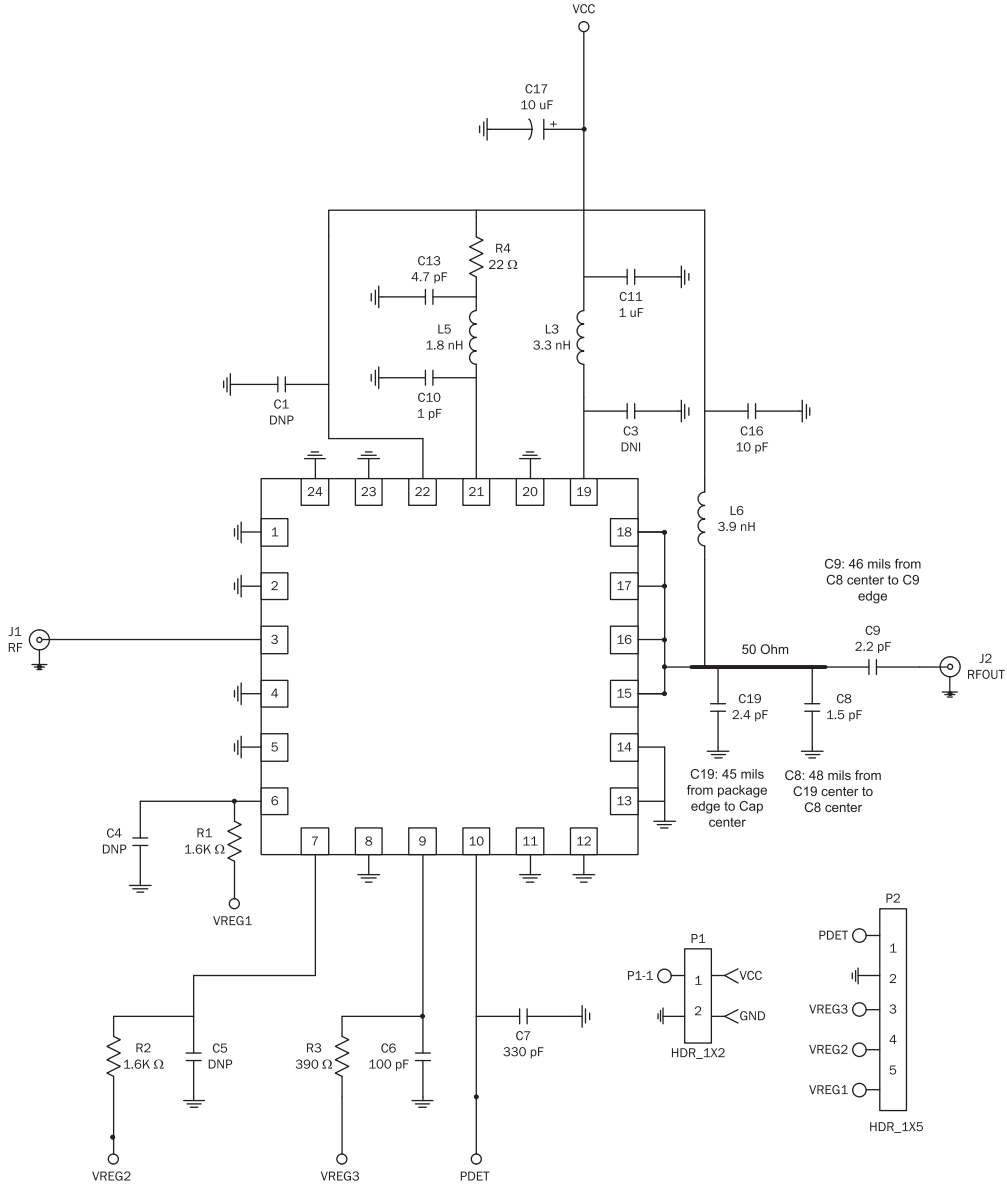 VCC
C17
10 uF
+
R4
22 Ω
C13
4.7 pF
C11
1 uF
L5
1.8 nH
L3
3.3 nH
C1
DNP
C10
1 pF
C3
DNI
C16
10 pF
24
23
22
21
20
19
L6
3.9 nH
1
2
3
4
5
6
18
17
16
15
14
13
7
8
9
10
11
12
J1
RF
C9: 46 mils from
C8 center to C9
edge
50 Ohm
C9
2.2 pF
J2
RFOUT
C19
2.4 pF
C8
1.5 pF
C19: 45 mils
from package
edge to Cap
center
C8: 48 mils from
C19 center to
C8 center
C4
DNP
R1
1.6K Ω
VREG1
R2
1.6K Ω
C5
DNP
VREG2
R3
390 Ω
C6
100 pF
VREG3
C7
330 pF
PDET
P1
P1-1
1
VCC
2
GND
HDR_1X2
P2
PDET
1
2
VREG3
3
VREG2
4
5
VREG1
HDR_1X5